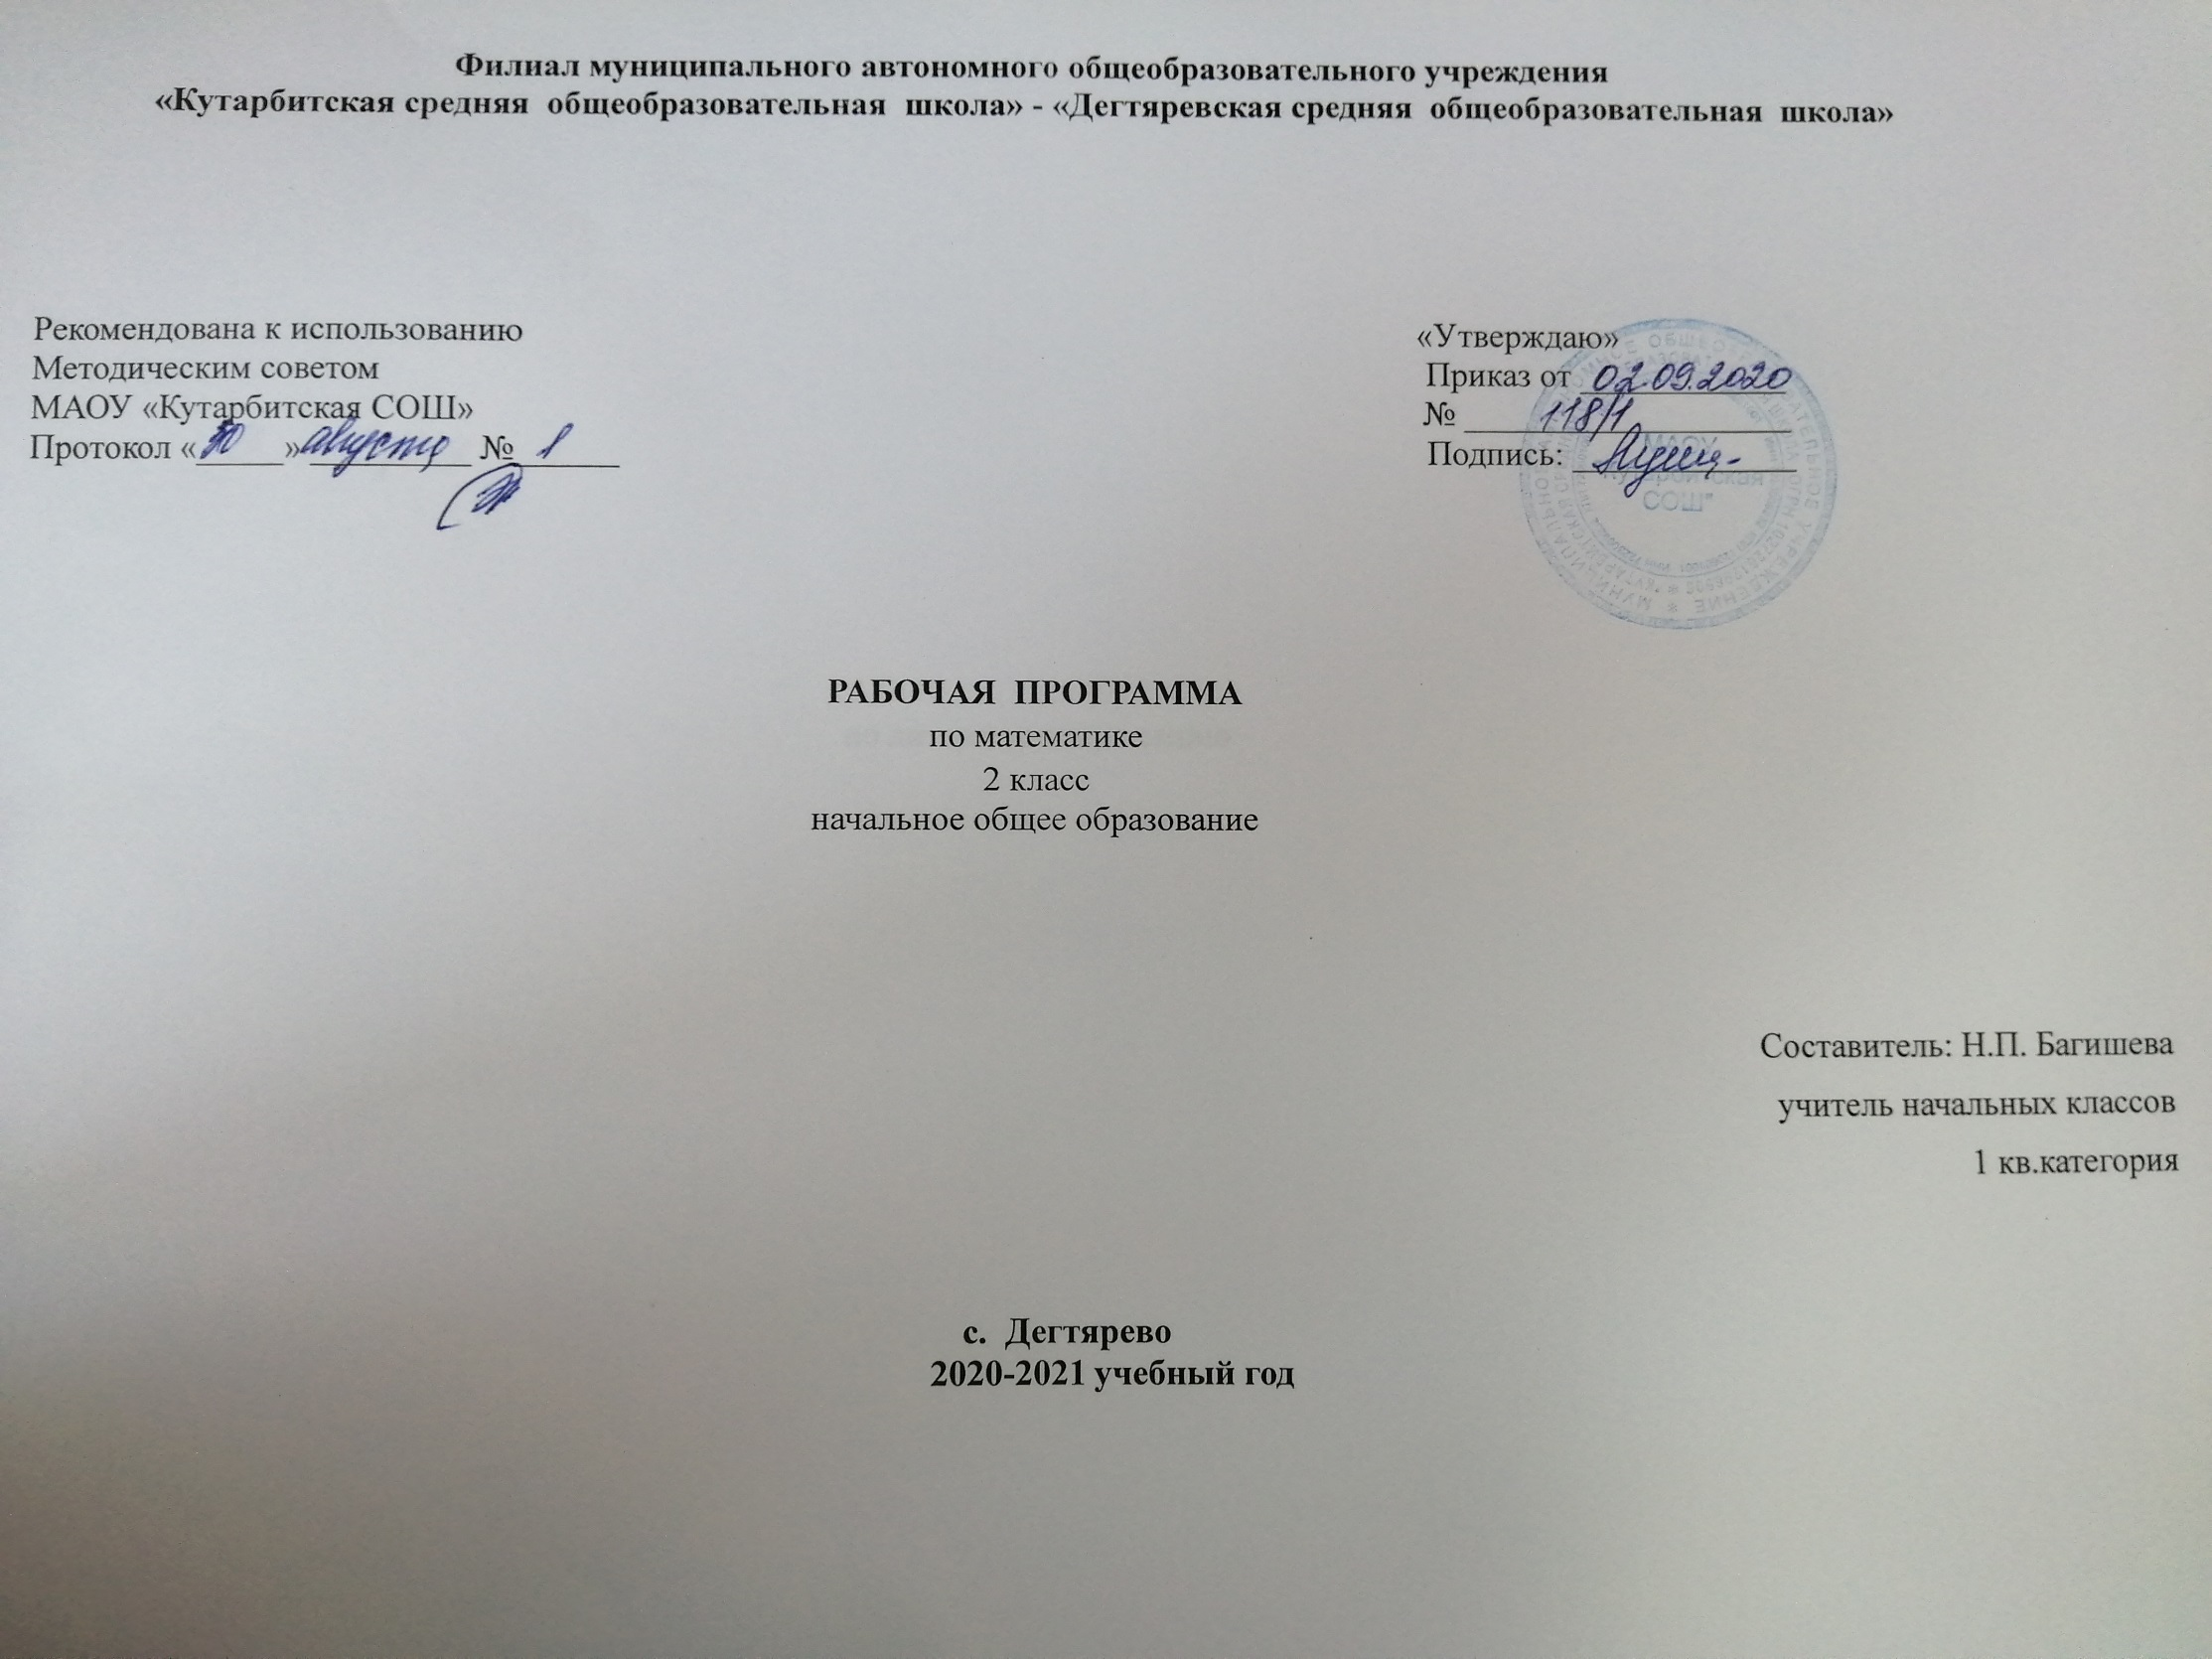 Филиал муниципального автономного общеобразовательного учреждения
«Кутарбитская средняя общеобразовательная школа» - «Дегтяревская средняя общеобразовательная школа»
Рекомендована к использованию
Методическим советом
МАОУ «Кутарбитская СОШ»
Протокол «30» августа № 1
«Утверждаю»
Приказ от 02.09.2020
№ 118/1
Подпись:
МАОУ
"Кутарбитская
СОШ"
РАБОЧАЯ ПРОГРАММА
по математике
2 класс
начальное общее образование
Составитель: Н.П. Багишева
учитель начальных классов
1 кв.категория
с. Дегтярево
2020-2021 учебный год